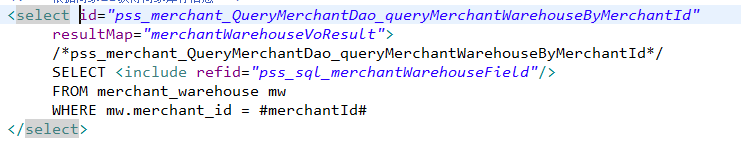 <select id="pss_merchant_QueryMerchantDao_queryMerchantWarehouseByMerchantId"
resultMap="merchantWarehouseVoResult">
/*pss_merchant_QueryMerchantDao_queryMerchantWarehouseByMerchantId*/
SELECT <include refid="pss_sql_merchantWarehouseField"/>
FROM merchant_warehouse mw
WHERE mw.merchant_id = #merchantId#
</select>